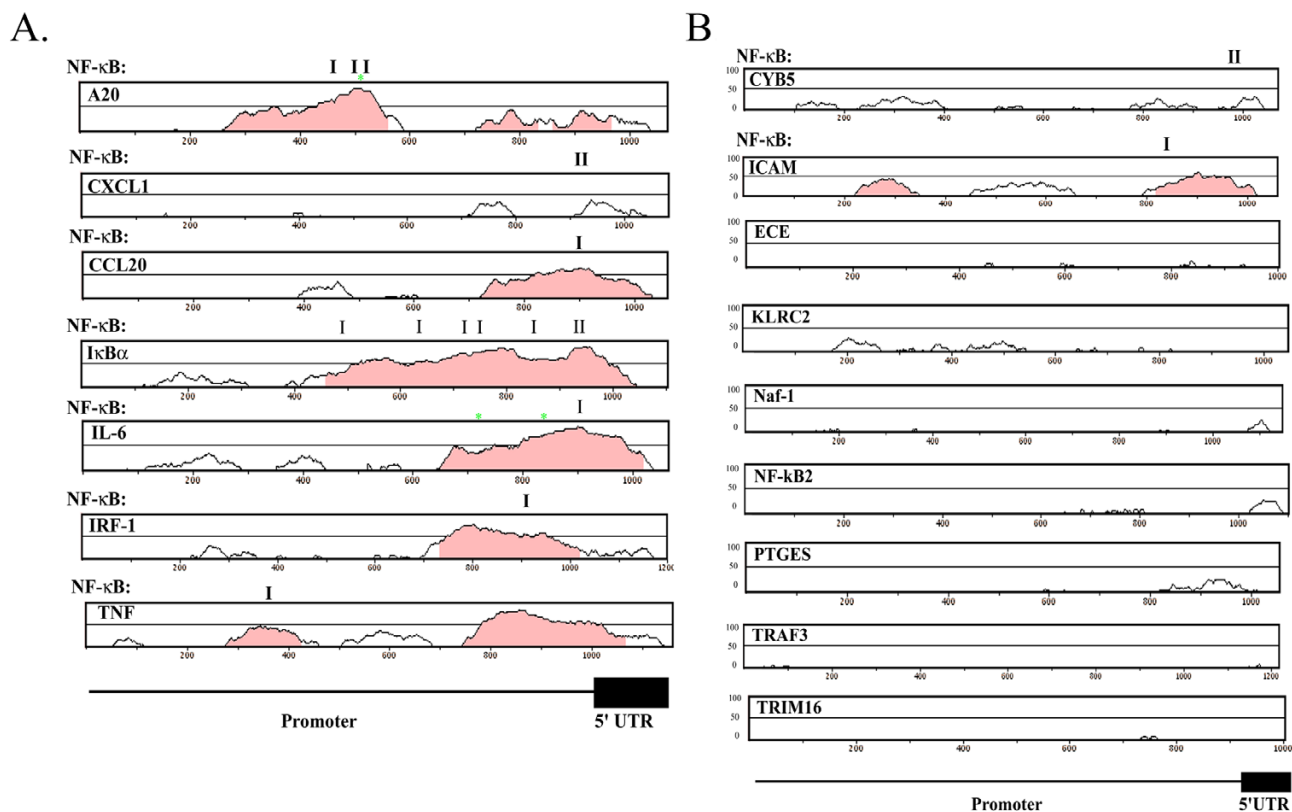 A.
NF-κB: I I I
*
A20
200 400 600 800 1000
NF-κB: II
CXCL1
200 400 600 800 1000
NF-κB: I
CCL20
200 400 600 800 1000
NF-κB: I I I I I II
IκBα
200 400 600 800 1000
NF-κB: * * I
IL-6
200 400 600 800 1000
NF-κB: I
IRF-1
200 400 600 800 1000 1200
NF-κB: I
TNF
200 400 600 800 1000
Promoter 5' UTR
B
NF-κB: II
100 CYB5
50
0
200 400 600 800 1000
NF-κB: I
100 ICAM
50
0
200 400 600 800 1000
100 ECE
50
0
200 400 600 800 1000
100 KLRC2
50
0
200 400 600 800 1000
100 Naf-1
50
0
200 400 600 800 1000
100 NF-kB2
50
0
200 400 600 800 1000
100 PTGES
50
0
200 400 600 800 1000
100 TRAF3
50
0
200 400 600 800 1000 1200
100 TRIM16
50
0
200 400 600 800 1000
Promoter 5'UTR